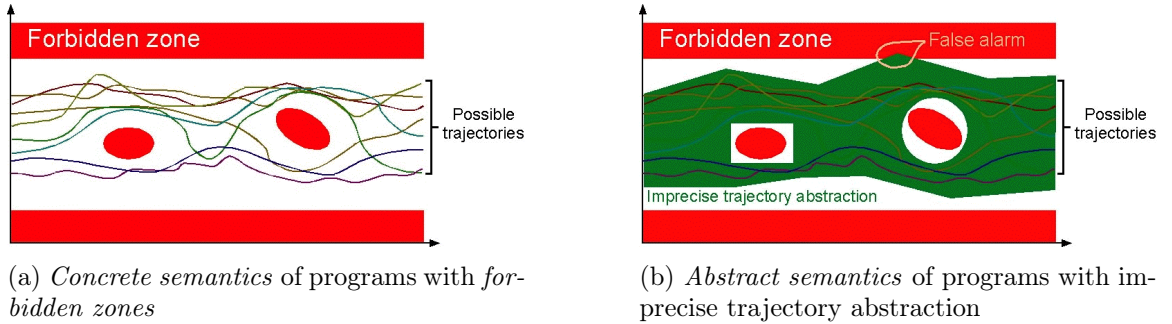 Forbidden zone
Possible
trajectories
(a) Concrete semantics of programs with for-
bidden zones
Forbidden zone
False alarm
Possible
trajectories
Imprecise trajectory abstraction
(b) Abstract semantics of programs with im-
precise trajectory abstraction